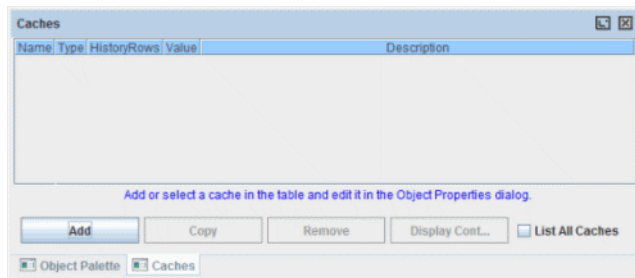 Caches
Name Type HistoryRows Value Description
Add or select a cache in the table and edit it in the Object Properties dialog.
Add Copy Remove Display Cont... List All Caches
Object Palette Caches